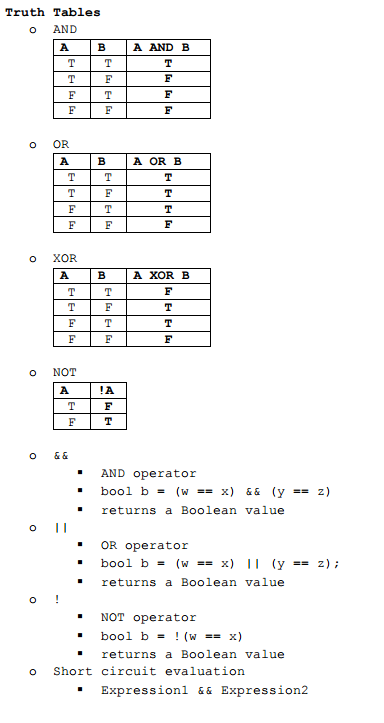 Truth Tables
o AND
A B A AND B
T T T
T F F
F T F
F F F
o OR
A B A OR B
T T T
T F T
F T T
F F F
o XOR
A B A XOR B
T T F
T F T
F T T
F F F
o NOT
A !A
T F
F T
o &&
▪ AND operator
▪ bool b = (w == x) && (y == z)
▪ returns a Boolean value
o ||
▪ OR operator
▪ bool b = (w == x) || (y == z);
▪ returns a Boolean value
o !
▪ NOT operator
▪ bool b = !(w == x)
▪ returns a Boolean value
o Short circuit evaluation
▪ Expression1 && Expression2